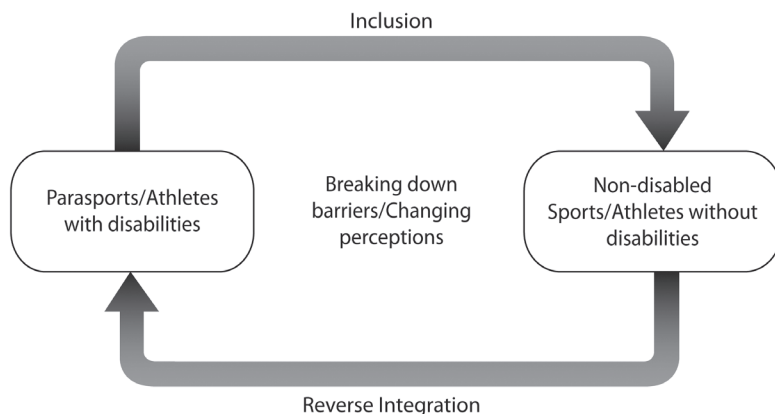 Inclusion
Parasports/Athletes
with disabilities
Breaking down
barriers/Changing
perceptions
Non-disabled
Sports/Athletes without
disabilities
Reverse Integration